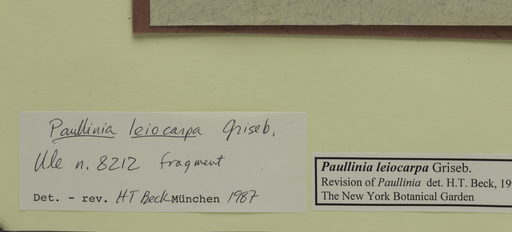 Paullinia leiocarpa Griseb.
Ule n. 8212 fragment
Det. - rev. HT Beck München 1987
Paullinia leiocarpa Griseb.
Revision of Paullinia det. H.T. Beck, 19
The New York Botanical Garden